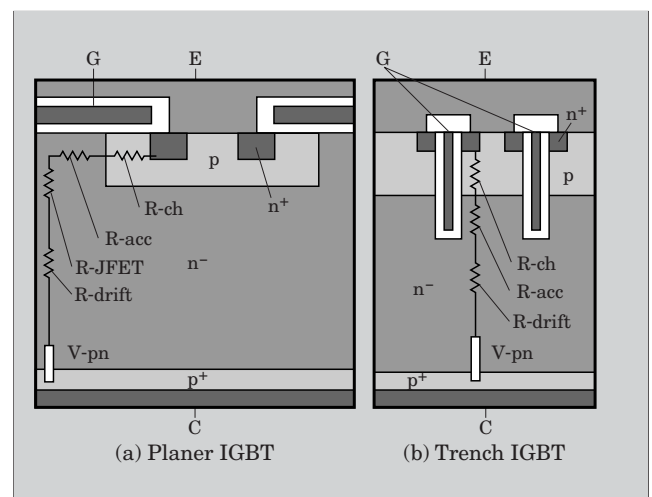 G
E
p
n+
R-ch
R-acc
R-JFET
R-drift
n−
V-pn
p+
C
(a) Planer IGBT
G
E
n+
p
R-ch
R-acc
n−
R-drift
V-pn
p+
C
(b) Trench IGBT